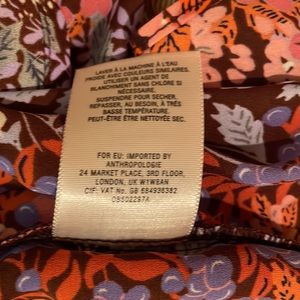 LAVER À LA MACHINE À L'EAU
FROIDE AVEC COULEURS SIMILAIRES.
UTILISER UN AGENT DE
BLANCHIMENT SANS CHLORE SI
NÉCESSAIRE.
SUSPENDRE POUR SÉCHER.
REPASSER, AU BESOIN, À TRÈS
BASSE TEMPÉRATURE.
PEUT-ÊTRE ÊTRE NETTOYÉE SEC.
FOR EU: IMPORTED BY
ANTHROPOLOGIE
24 MARKET PLACE, 3RD FLOOR,
LONDON, UK W1W8AN
CIF: VAT No. GB 684936382